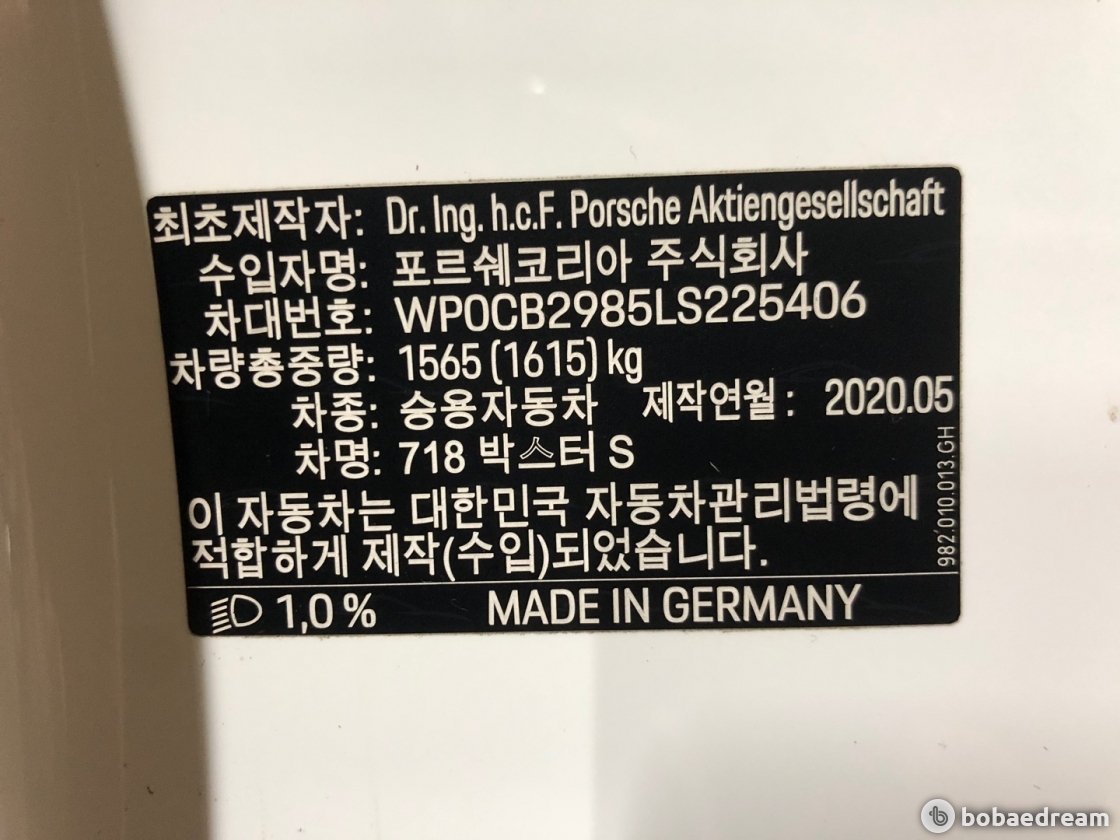 최초제작자: Dr. Ing. h.c.F. Porsche Aktiengesellschaft
수입자명: 포르쉐코리아 주식회사
차대번호: WP0CB2985LS225406
차량총중량: 1565 (1615) kg
차종: 승용자동차 제작연월: 2020.05
차명: 718 박스터 S
이 자동차는 대한민국 자동차관리법령에
적합하게 제작(수입)되었습니다.
1,0 % MADE IN GERMANY
982.010.013.GH
bobaedream